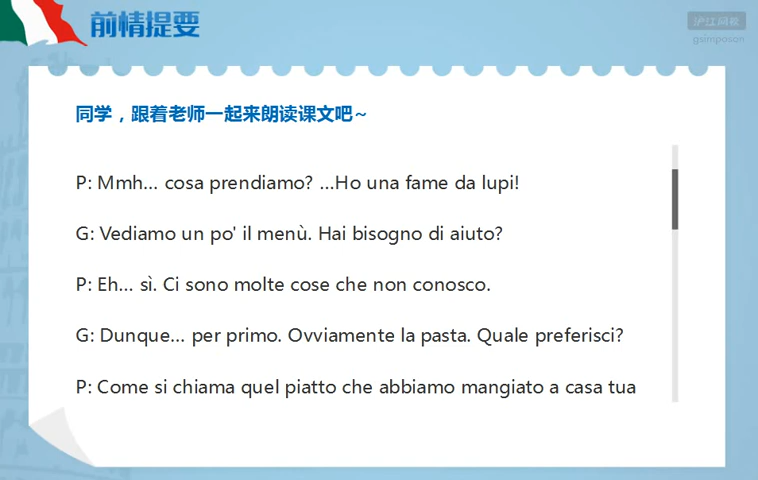 前情提要
沪江网校
gsimposon
同学，跟着老师一起来朗读课文吧~
P: Mmh... cosa prendiamo? ...Ho una fame da lupi!
G: Vediamo un po' il menù. Hai bisogno di aiuto?
P: Eh... sì. Ci sono molte cose che non conosco.
G: Dunque... per primo. Ovviamente la pasta. Quale preferisci?
P: Come si chiama quel piatto che abbiamo mangiato a casa tua